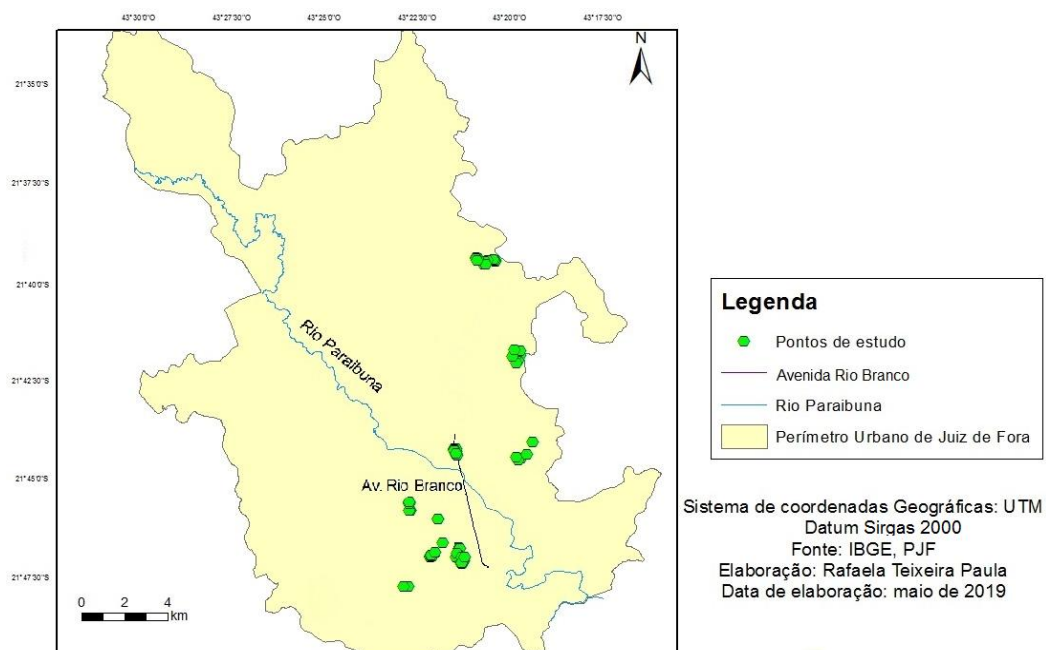 43°30'0"O 43°27'30"O 43°25'0"O 43°22'30"O 43°20'0"O 43°17'30"O
N
21°35'0"S
21°37'30"S
21°40'0"S
21°42'30"S
21°45'0"S
21°47'30"S
Rio Paraibuna
Av. Rio Branco
0 2 4
km
Legenda
Pontos de estudo
Avenida Rio Branco
Rio Paraibuna
Perímetro Urbano de Juiz de Fora
Sistema de coordenadas Geográficas: UTM
Datum Sirgas 2000
Fonte: IBGE, PJF
Elaboração: Rafaela Teixeira Paula
Data de elaboração: maio de 2019